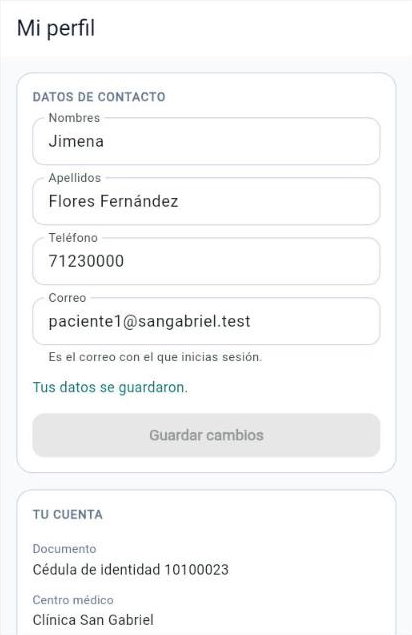 Mi perfil
DATOS DE CONTACTO
Nombres
Jimena
Apellidos
Flores Fernández
Teléfono
71230000
Correo
paciente1@sangabriel.test
Es el correo con el que inicias sesión.
Tus datos se guardaron.
Guardar cambios
TU CUENTA
Documento
Cédula de identidad 10100023
Centro médico
Clínica San Gabriel